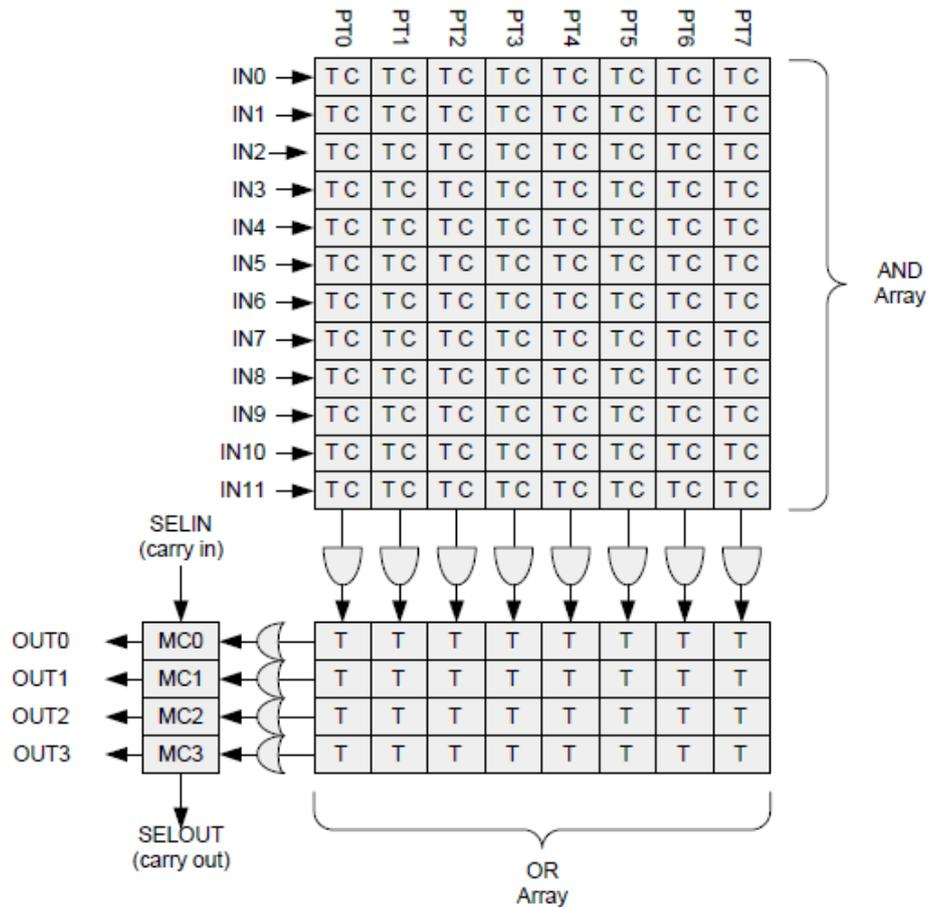 PT0 PT1 PT2 PT3 PT4 PT5 PT6 PT7
IN0 T C T C T C T C T C T C T C T C
IN1 T C T C T C T C T C T C T C T C
IN2 T C T C T C T C T C T C T C T C
IN3 T C T C T C T C T C T C T C T C
IN4 T C T C T C T C T C T C T C T C
IN5 T C T C T C T C T C T C T C T C
IN6 T C T C T C T C T C T C T C T C
IN7 T C T C T C T C T C T C T C T C
IN8 T C T C T C T C T C T C T C T C
IN9 T C T C T C T C T C T C T C T C
IN10 T C T C T C T C T C T C T C T C
IN11 T C T C T C T C T C T C T C T C
AND
Array
SELIN
(carry in)
OUT0 MC0 T T T T T T T T
OUT1 MC1 T T T T T T T T
OUT2 MC2 T T T T T T T T
OUT3 MC3 T T T T T T T T
SELOUT
(carry out)
OR
Array